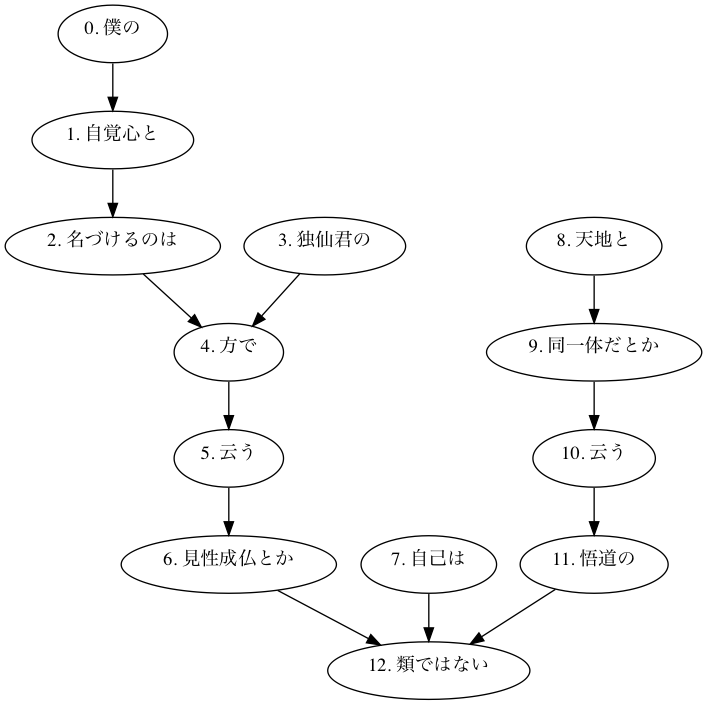 0. 僕の
1. 自覚心と
2. 名づけるのは
3. 独仙君の
8. 天地と
4. 方で
9. 同一体だとか
5. 云う
10. 云う
6. 見性成仏とか
7. 自己は
11. 悟道の
12. 類ではない